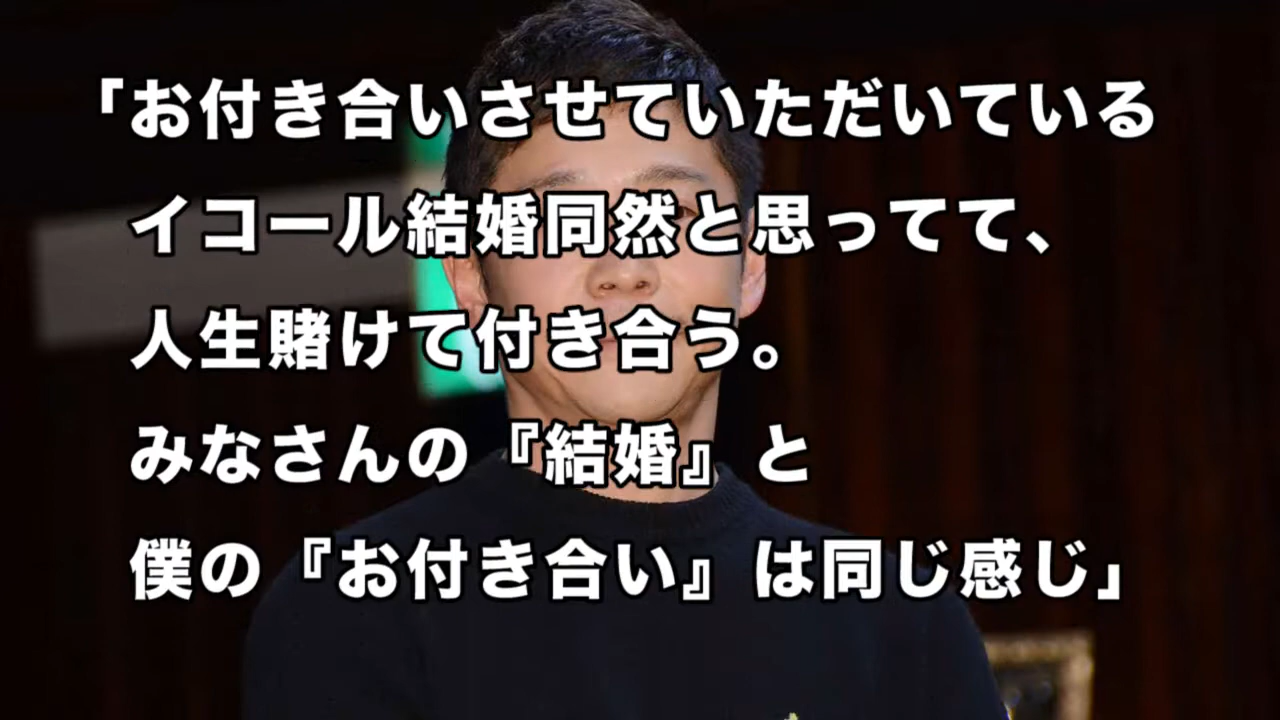 「お付き合いさせていただいている
イコール結婚同然と思ってて、
人生賭けて付き合う。
みなさんの『結婚』と
僕の『お付き合い』は同じ感じ」